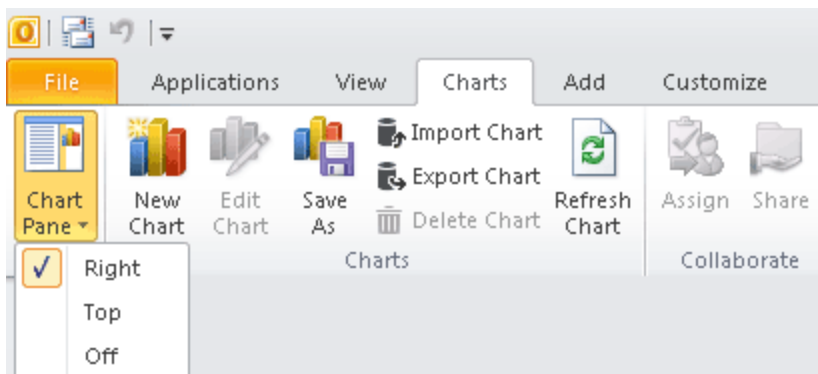 File Applications View Charts Add Customize
Import Chart
Export Chart
Delete Chart
Chart Pane
New Chart
Edit Chart
Save As
Refresh Chart
Assign Share
Charts Collaborate
Right
Top
Off